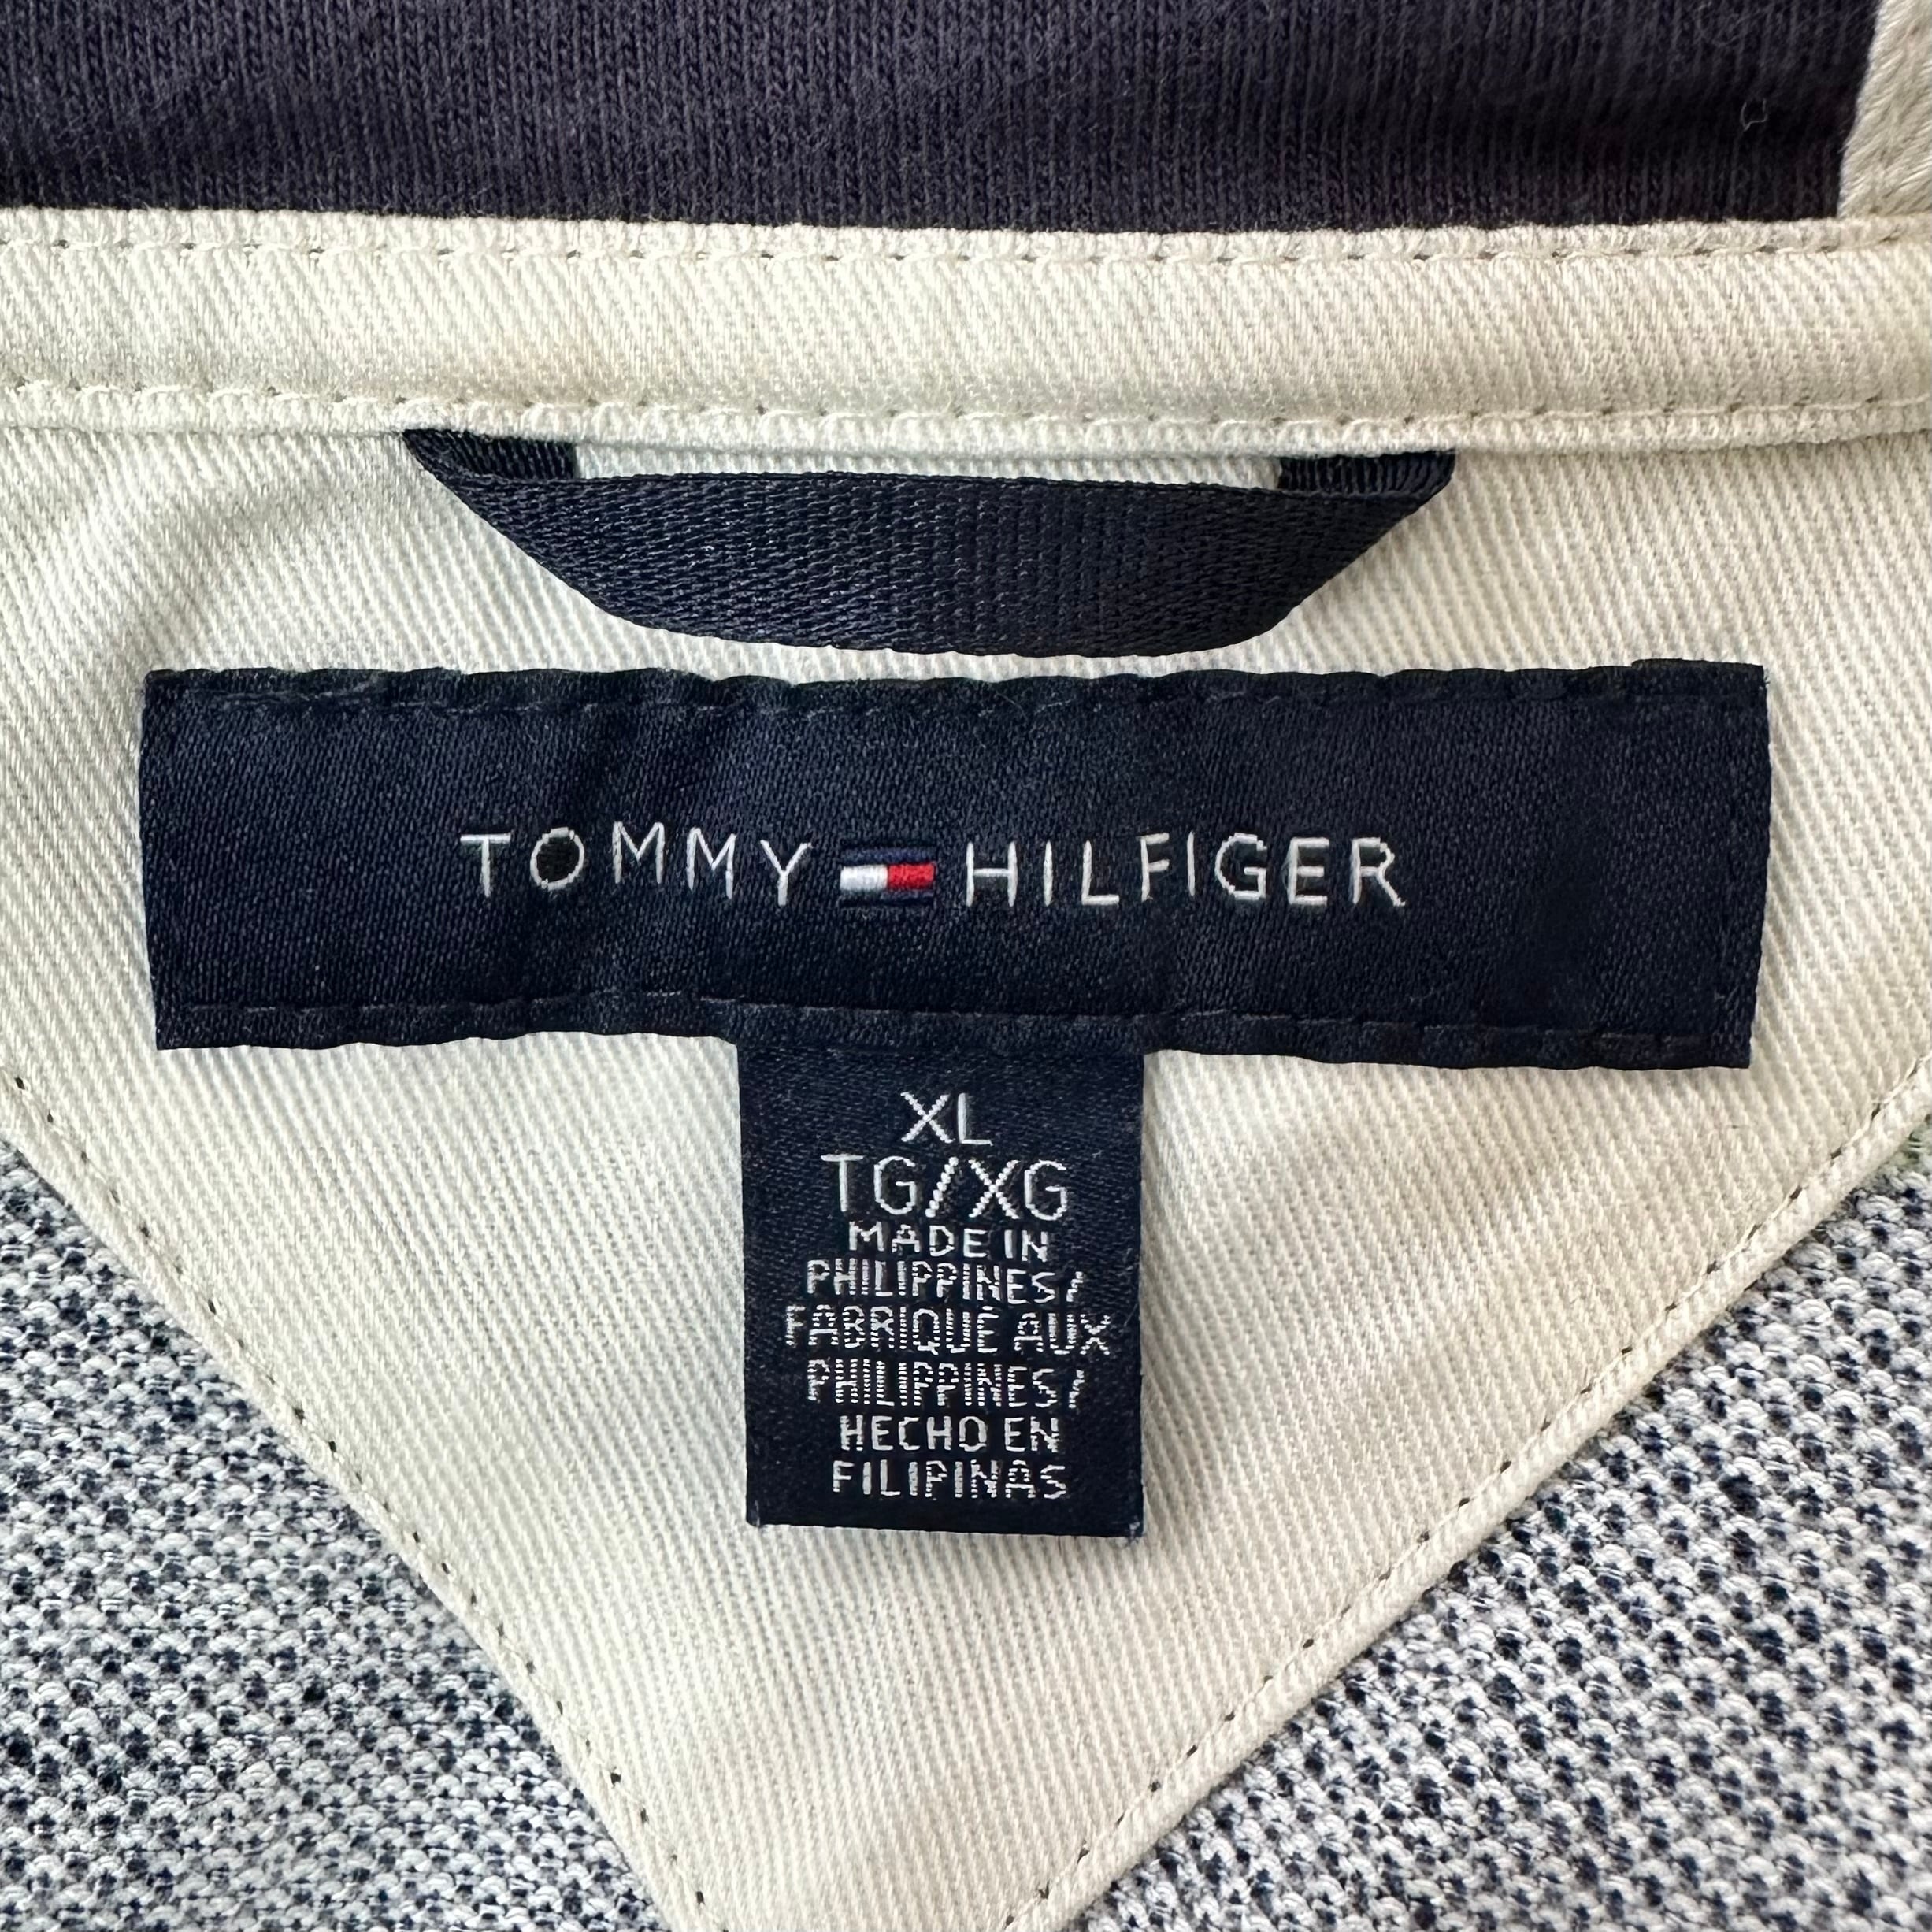 TOMMY HILFIGER
XL
TG/XG
MADE IN
PHILIPPINES/
FABRIQUÉ AUX
PHILIPPINES/
HECHO EN
FILIPINAS